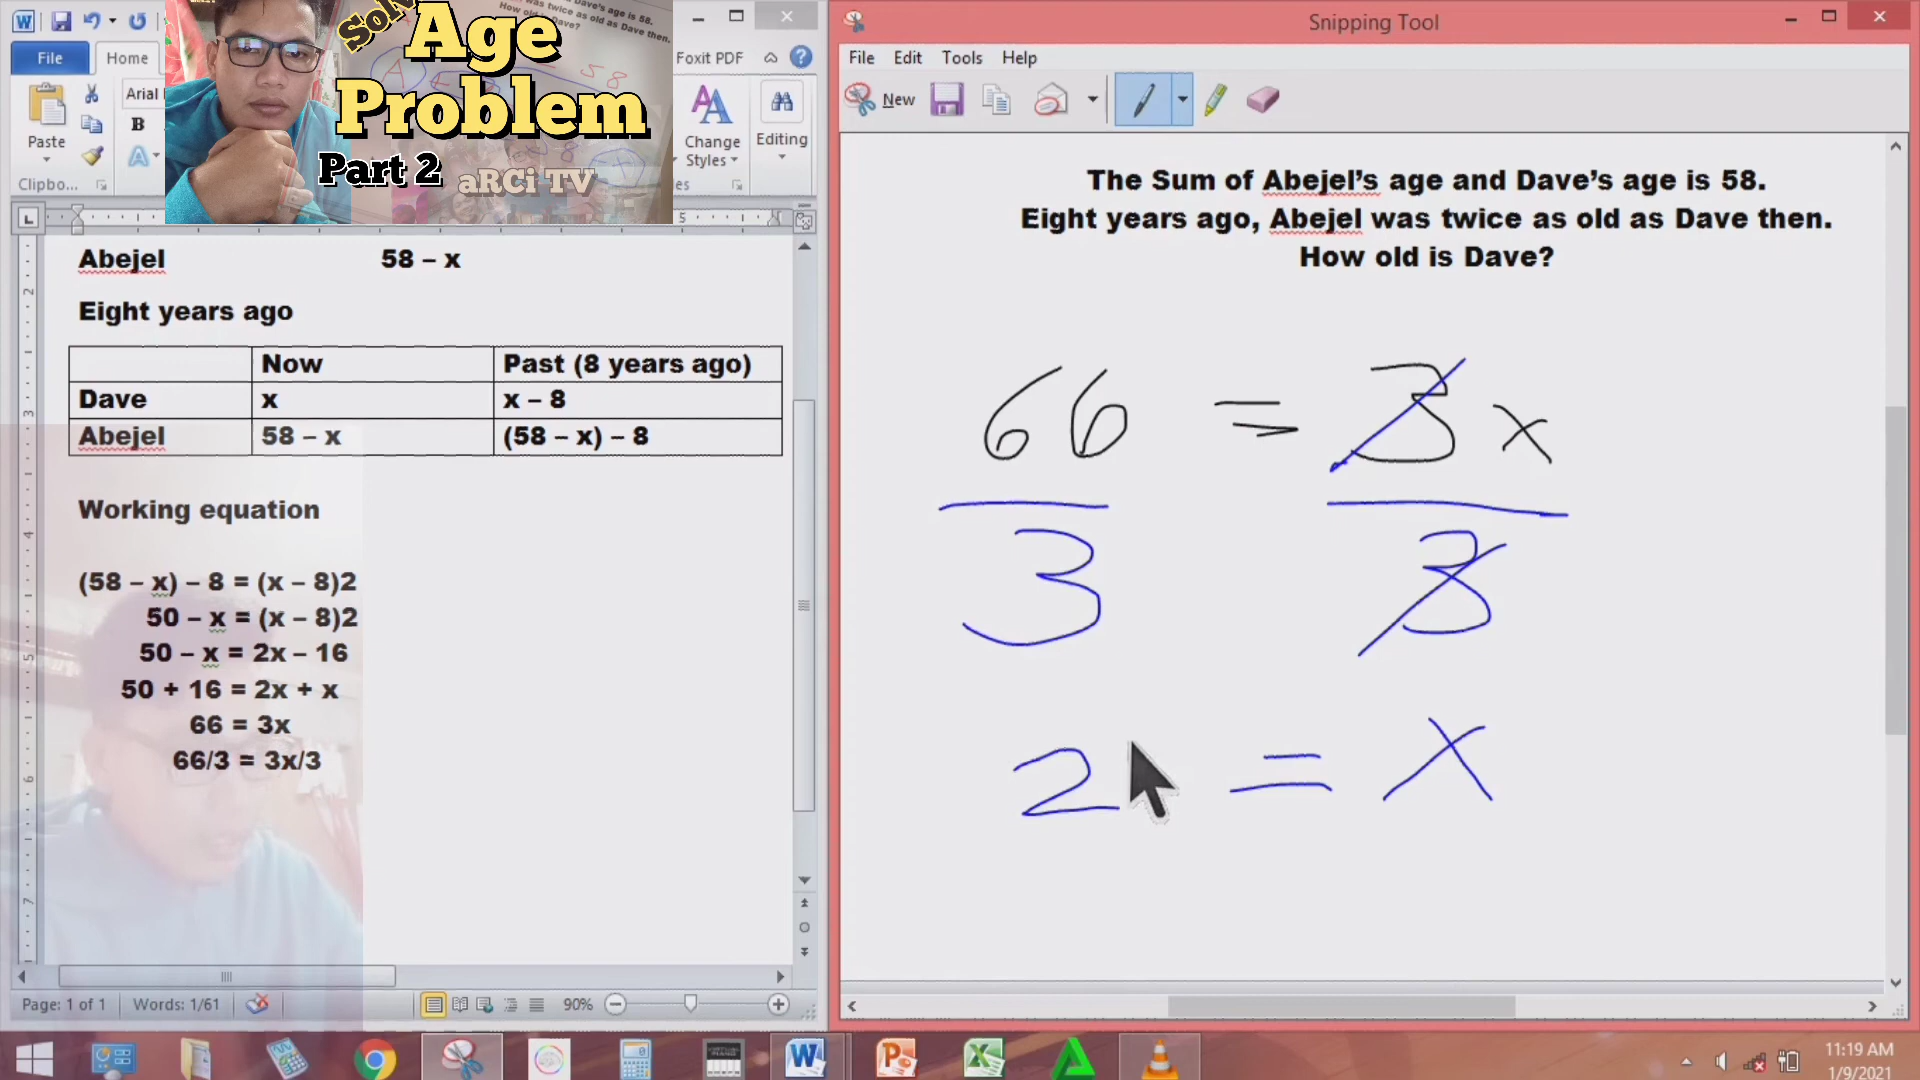 File
Home
Foxit PDF
Paste
Arial
B
A
Clipbo...
Solv
Age
Problem
Part 2
aRCi TV
Change
Styles
Editing
Abejel 58 – x
Eight years ago
Now Past (8 years ago)
Dave x x – 8
Abejel 58 – x (58 – x) – 8
Working equation
(58 – x) – 8 = (x – 8)2
50 – x = (x – 8)2
50 – x = 2x – 16
50 + 16 = 2x + x
66 = 3x
66/3 = 3x/3
Page: 1 of 1 Words: 1/61 90%
Snipping Tool
File Edit Tools Help
New
The Sum of Abejel's age and Dave's age is 58.
Eight years ago, Abejel was twice as old as Dave then.
How old is Dave?
66 = 3x
3 3
2 = x
11:19 AM
1/9/2021